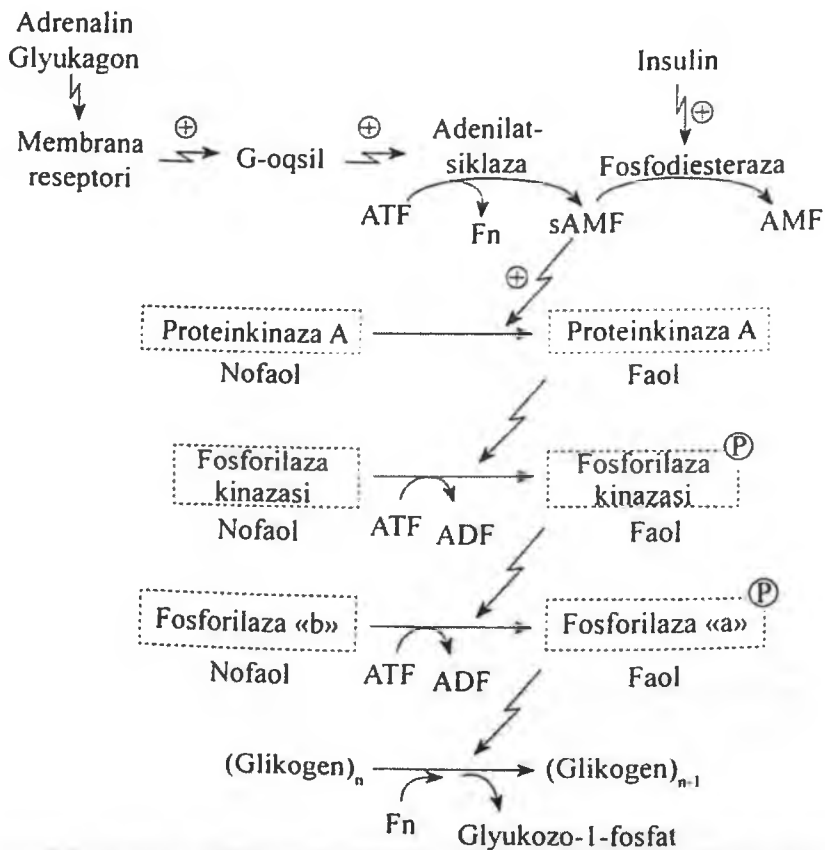 Adrenalin
Glyukagon
Insulin
⊕
Membrana
reseptori
⊕
G-oqsil
⊕
Adenilat-
siklaza
Fosfodiesteraza
ATF
Fn
sAMF
AMF
⊕
Proteinkinaza A
Proteinkinaza A
Nofaol
Faol
Fosforilaza
kinazasi
Fosforilaza
kinazasi
P
ATF
ADF
Nofaol
Faol
Fosforilaza «b»
Fosforilaza «a»
P
ATF
ADF
Nofaol
Faol
(Glikogen)n
(Glikogen)n-1
Fn
Glyukozo-1-fosfat